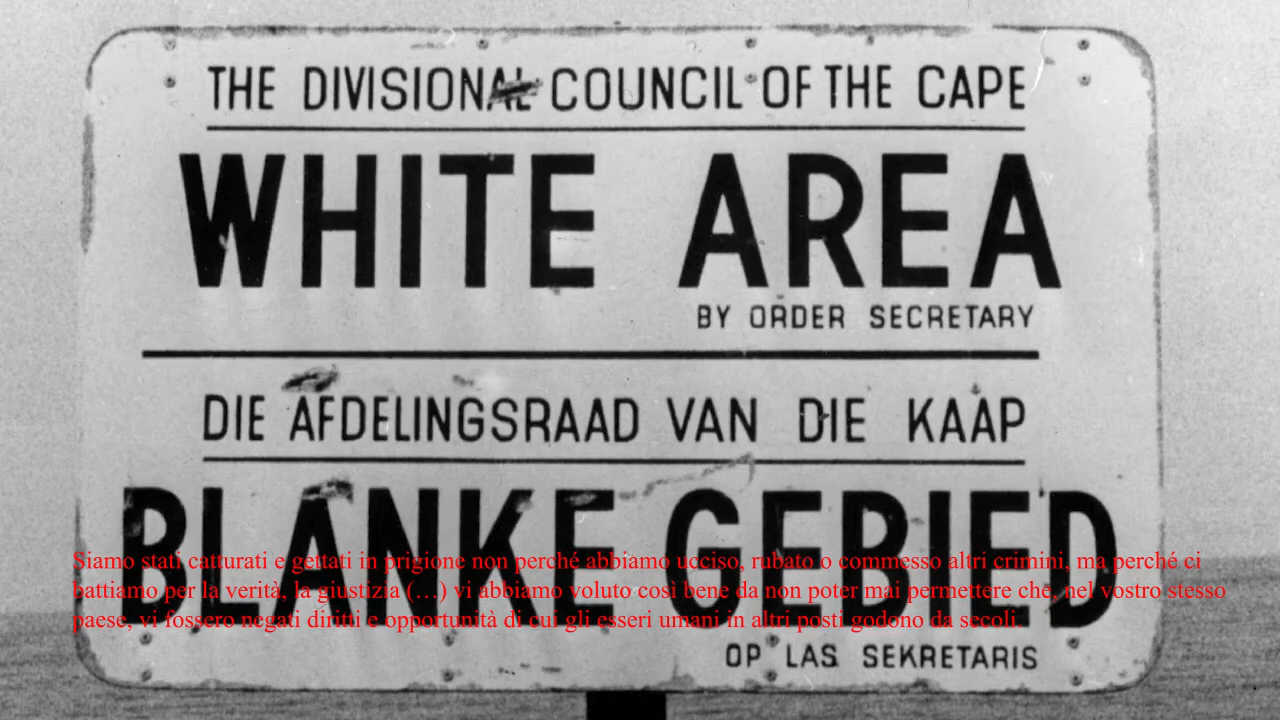 THE DIVISIONAL COUNCIL OF THE CAPE
WHITE AREA
BY ORDER SECRETARY
DIE AFDELINGSRAAD VAN DIE KAAP
BLANKE GEBIED
Siamo stati catturati e gettati in prigione non perché abbiamo ucciso, rubato o commesso altri crimini, ma perché ci
battiamo per la verità, la giustizia (…) vi abbiamo voluto così bene da non poter mai permettere che, nel vostro stesso
paese, vi fossero negati diritti e opportunità di cui gli esseri umani in altri posti godono da secoli.
OP LAS SEKRETARIS